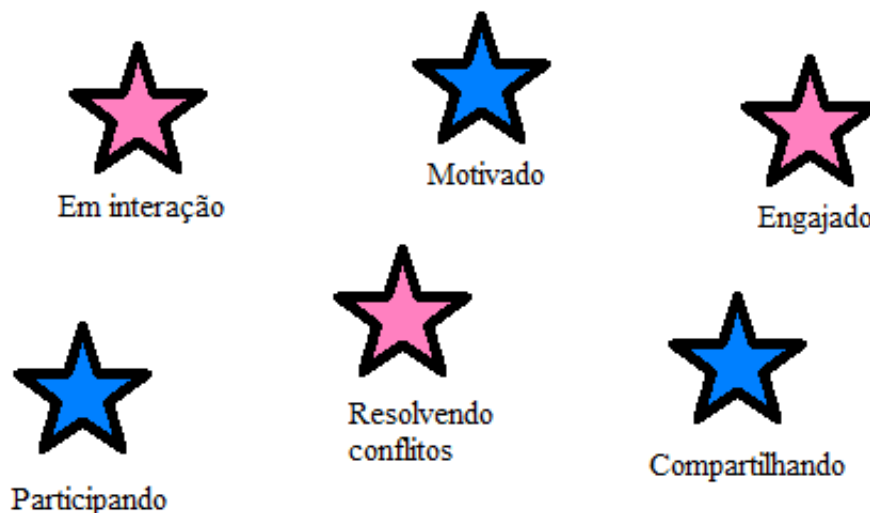 Em interação
Motivado
Engajado
Participando
Resolvendo
conflitos
Compartilhando